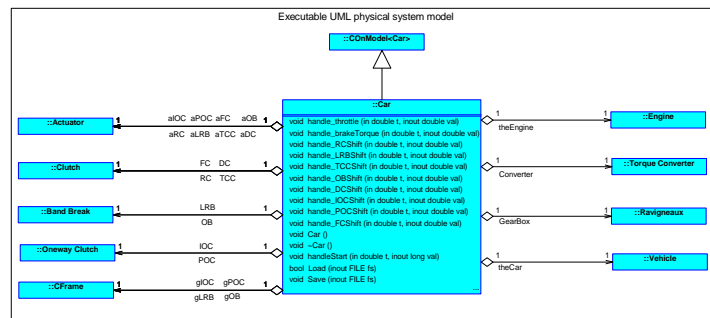 Executable UML physical system model
::COnModel<Car>
::Car
void handle_throttle (in double t, inout double val)
void handle_brakeTorque (in double t, inout double val)
void handle_RCShift (in double t, inout double val)
void handle_LRBShift (in double t, inout double val)
void handle_TCCShift (in double t, inout double val)
void handle_OBShift (in double t, inout double val)
void handle_DCShift (in double t, inout double val)
void handle_IOCShift (in double t, inout double val)
void handle_POCShift (in double t, inout double val)
void handle_FCShift (in double t, inout double val)
void Car ()
void ~Car ()
void handleStart (in double t, inout long val)
bool Load (inout FILE fs)
void Save (inout FILE fs)
...
::Actuator
1 aIOC aPOC aFC aOB 1
aRC aLRB aTCC aDC
::Clutch
1 FC DC 1
RC TCC
::Band Break
1 LRB 1
OB
::Oneway Clutch
1 IOC 1
POC
::CFrame
1 gIOC gPOC 1
gLRB gOB
1 1
theEngine
::Engine
1 1
Converter
::Torque Converter
1 1
GearBox
::Ravigneaux
1 1
theCar
::Vehicle